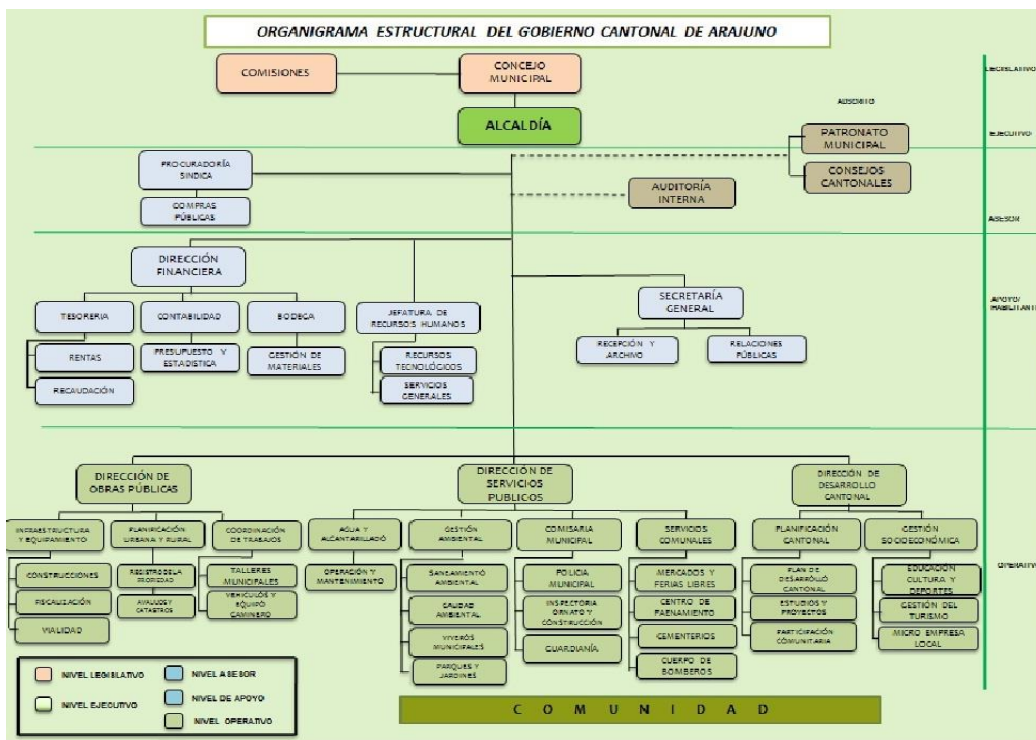 ORGANIGRAMA ESTRUCTURAL DEL GOBIERNO CANTONAL DE ARAJUNO
COMISIONES
CONCEJO
MUNICIPAL
LEGISLATIVO
ALCALDÍA
ADSCRITO
PATRONATO
MUNICIPAL
EJECUTIVO
CONSEJOS
CANTONALES
PROCURADORÍA
SINDICA
AUDITORÍA
INTERNA
COMPRAS
PÚBLICAS
ASESOR
DIRECCIÓN
FINANCIERA
SECRETARÍA
GENERAL
APOYO/
HABILITANT
TESORERIA
CONTABILIDAD
BODEGA
JEFATURA DE
RECURSOS HUMANOS
RENTAS
PRESUPUESTO Y
ESTADISTICA
GESTIÓN DE
MATERIALES
RECURSOS
TECNOLÓGICOS
RECEPCIÓN Y
ARCHIVO
RELACIONES
PÚBLICAS
RECAUDACIÓN
SERVICIOS
GENERALES
DIRECCIÓN DE
OBRAS PÚBLICAS
DIRECCIÓN DE
SERVICIOS
PUBLICOS
DIRECCIÓN DE
DESARROLLO
CANTONAL
INFRAESTRUCTURA
Y EQUIPAMIENTO
PLANIFICACIÓN
URBANA Y RURAL
COORDINACIÓN
DE TRABAJOS
AGUA Y
ALCANTARILLADO
GESTIÓN
AMBIENTAL
COMISARIA
MUNICIPAL
SERVICIOS
COMUNALES
PLANIFICACIÓN
CANTONAL
GESTIÓN
SOCIOECONÓMICA
OPERATIVO
CONSTRUCCIONES
REGISTRO DE LA
PROPIEDAD
TALLERES
MUNICIPALES
OPERACIÓN Y
MANTENIMIENTO
SANEAMIENTO
AMBIENTAL
POLICIA
MUNICIPAL
MERCADOS Y
FERIAS LIBRES
PLAN DE
DESARROLLO
CANTONAL
EDUCACIÓN
CULTURA Y
DEPORTES
FISCALIZACIÓN
AVALUOS Y
CATASTROS
VEHICULOS Y
EQUIPO
CAMINERO
CALIDAD
AMBIENTAL
INSPECTORIA
ORNATO Y
CONSTRUCCIÓN
CENTRO DE
FAENAMIENTO
ESTUDIOS Y
PROYECTOS
GESTIÓN DEL
TURISMO
VIALIDAD
VIVEROS
MUNICIPALES
GUARDIANÍA
CEMENTERIOS
PARTICIPACIÓN
COMUNITARIA
MICRO EMPRESA
LOCAL
PARQUES Y
JARDINES
CUERPO DE
BOMBEROS
NIVEL LEGISLATIVO
NIVEL ASESOR
NIVEL EJECUTIVO
NIVEL DE APOYO
NIVEL OPERATIVO
COMUNIDAD